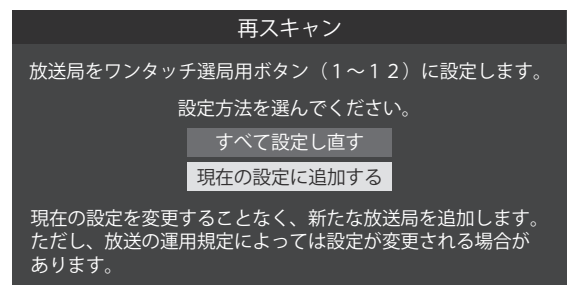 再スキャン
放送局をワンタッチ選局用ボタン（１～１２）に設定します。
設定方法を選んでください。
すべて設定し直す
現在の設定に追加する
現在の設定を変更することなく、新たな放送局を追加します。
ただし、放送の運用規定によっては設定が変更される場合が
あります。